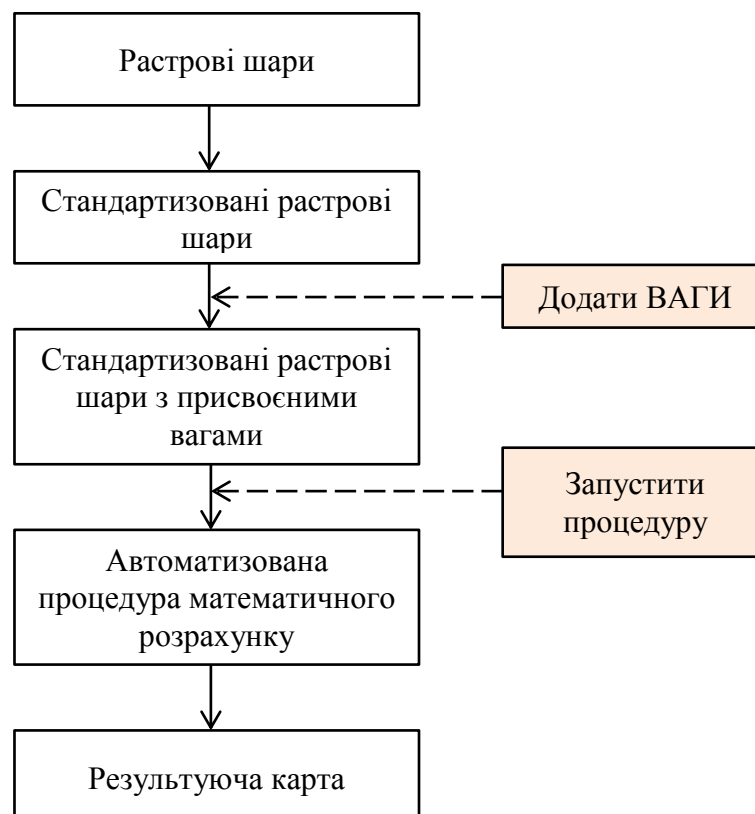 Растрові шари
Стандартизовані растрові
шари
Додати ВАГИ
Стандартизовані растрові
шари з присвоєними
вагами
Запустити
процедуру
Автоматизована
процедура математичного
розрахунку
Результуюча карта